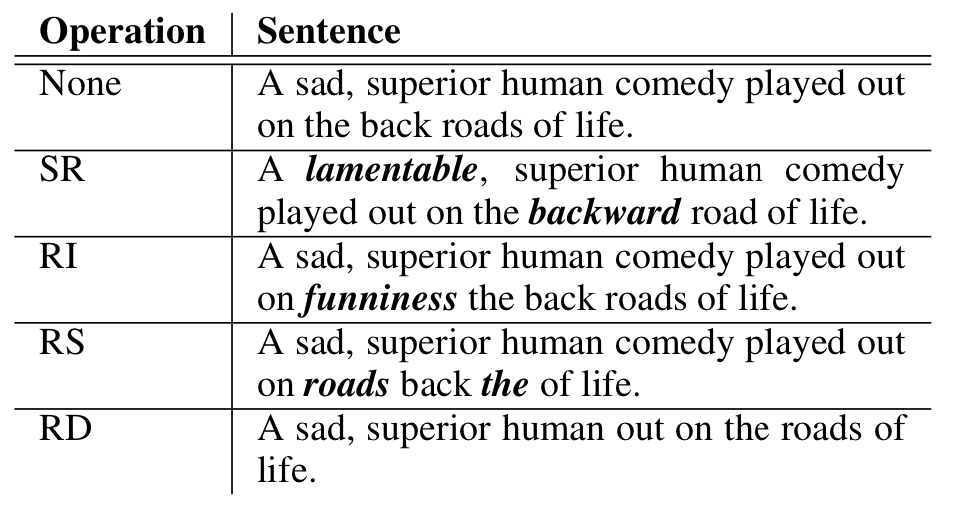 Operation Sentence
None A sad, superior human comedy played out
on the back roads of life.
SR A lamentable, superior human comedy
played out on the backward road of life.
RI A sad, superior human comedy played out
on funniness the back roads of life.
RS A sad, superior human comedy played out
on roads back the of life.
RD A sad, superior human out on the roads of
life.